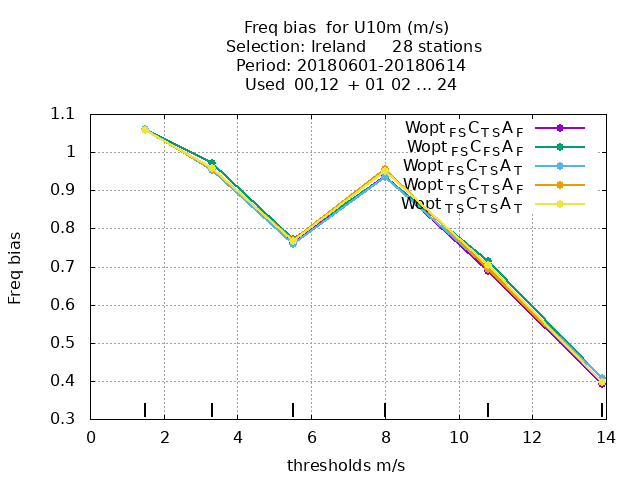 Freq bias  for U10m (m/s)
Selection: Ireland     28 stations
Period: 20180601-20180614
Used  00,12  + 01 02 ... 24
Wopt FS C TS A F
Wopt FS C FS A F
Wopt FS C TS A T
Wopt TS C TS A F
Wopt TS C TS A T
1.1
1
0.9
0.8
0.7
0.6
0.5
0.4
0.3
Freq bias
0 2 4 6 8 10 12 14
thresholds m/s